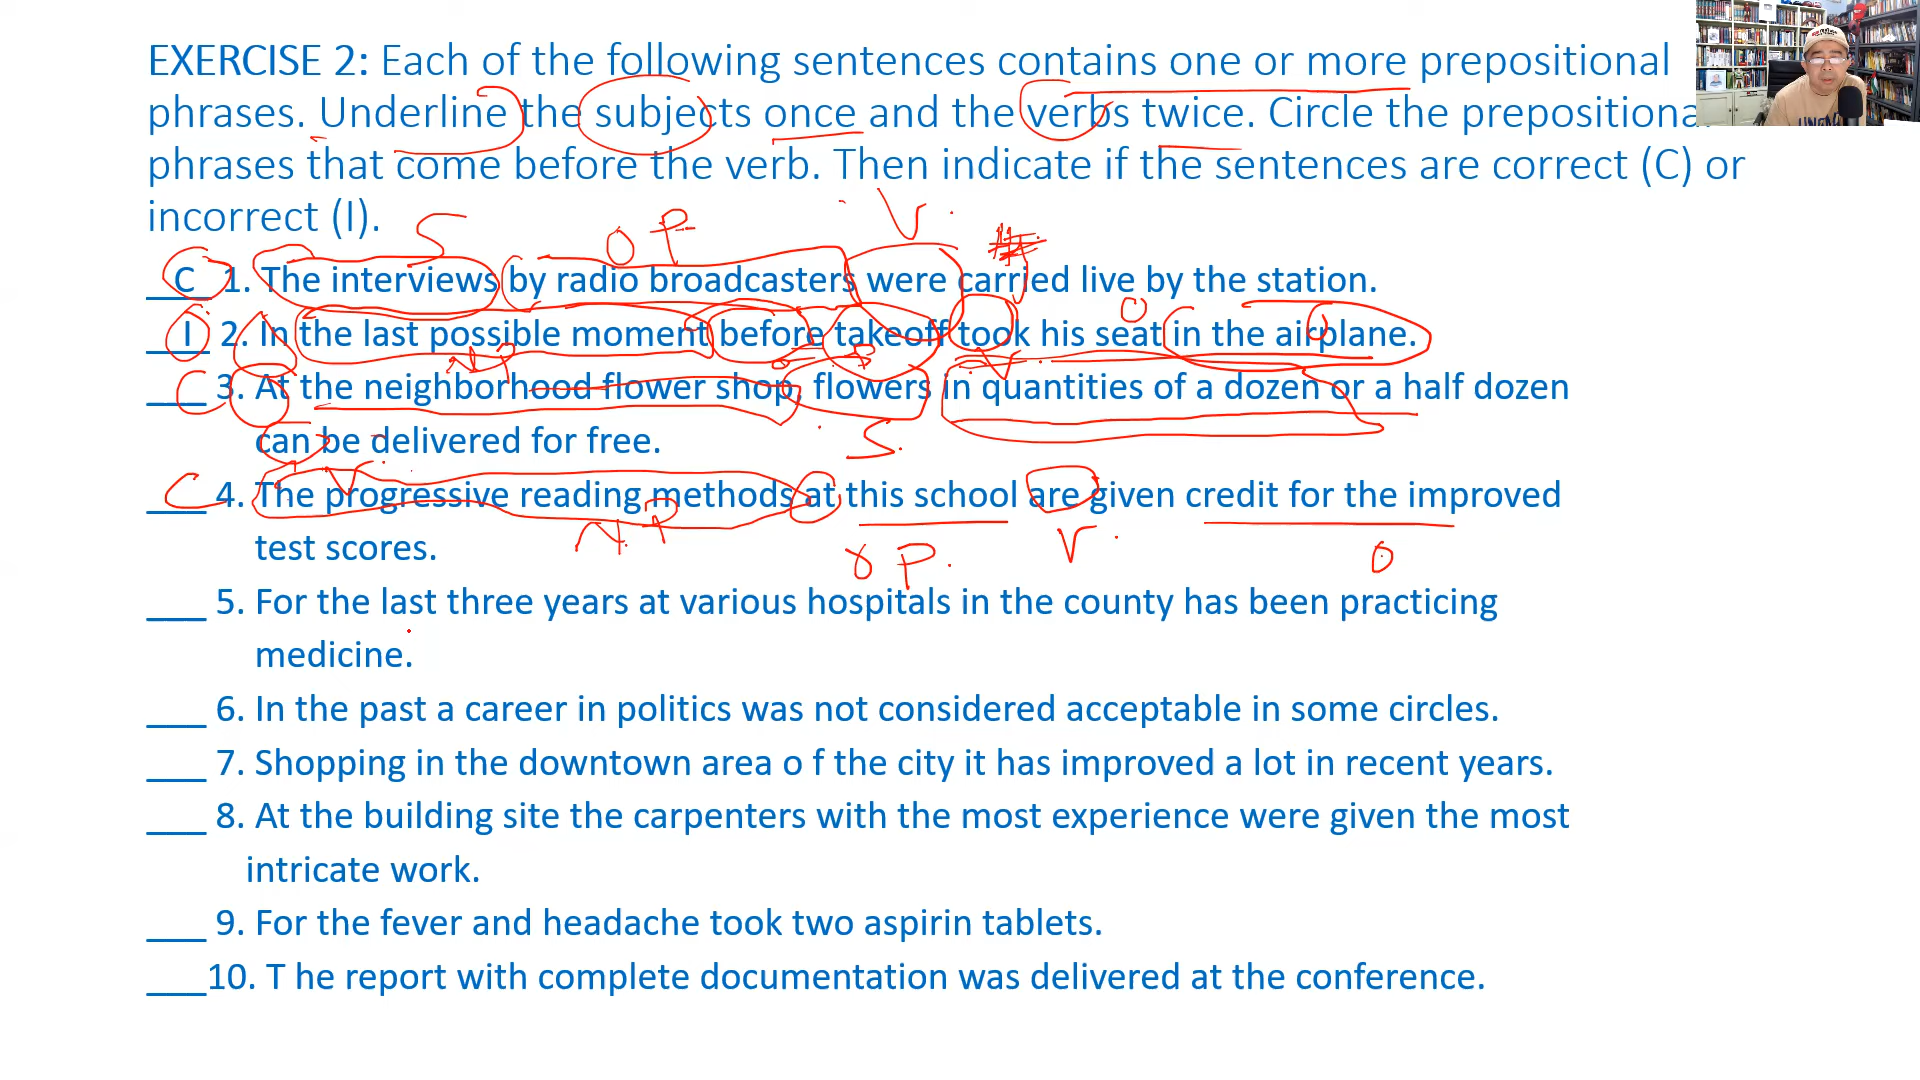 EXERCISE 2: Each of the following sentences contains one or more prepositional
phrases. Underline the subjects once and the verbs twice. Circle the prepositiona
phrases that come before the verb. Then indicate if the sentences are correct (C) or
incorrect (I).
S O P V.
C 1. The interviews by radio broadcasters were carried live by the station.
I 2. In the last possible moment before takeoff took his seat in the airplane.
C 3. At the neighborhood flower shop, flowers in quantities of a dozen or a half dozen
can be delivered for free.
C 4. The progressive reading methods at this school are given credit for the improved
test scores.
___ 5. For the last three years at various hospitals in the county has been practicing
medicine.
___ 6. In the past a career in politics was not considered acceptable in some circles.
___ 7. Shopping in the downtown area o f the city it has improved a lot in recent years.
___ 8. At the building site the carpenters with the most experience were given the most
intricate work.
___ 9. For the fever and headache took two aspirin tablets.
___10. T he report with complete documentation was delivered at the conference.